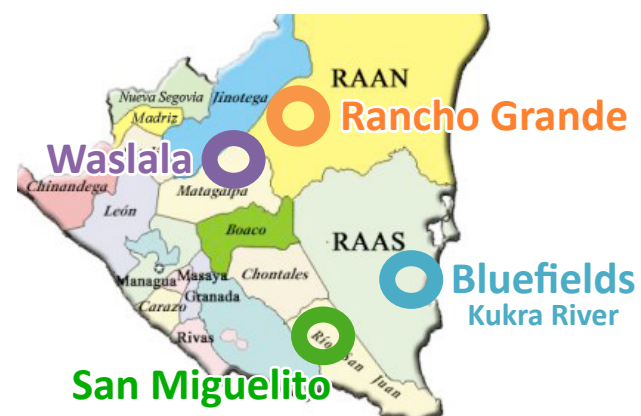 RAAN
Nueva Segovia
Jinotega
Madriz
Rancho Grande
Waslala
Chinandega
Matagalpa
León
Boaco
RAAS
Managua
Masaya
Chontales
Bluefields
Granada
Carazo
Kukra River
Rivas
Río San Juan
San Miguelito